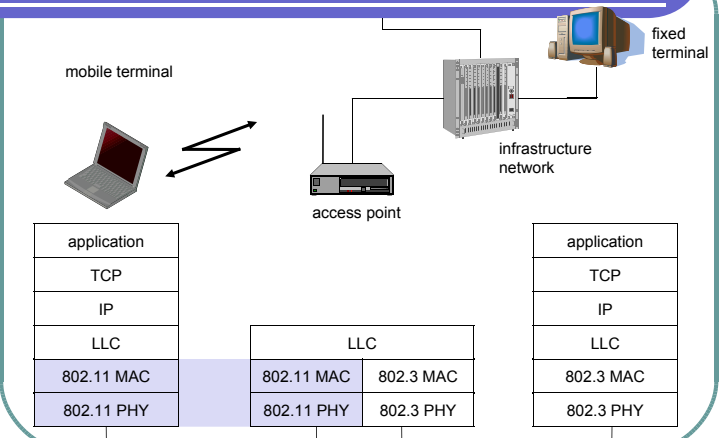 fixed
terminal
mobile terminal
infrastructure
network
access point
application
TCP
IP
LLC
802.11 MAC
802.11 PHY
LLC
802.11 MAC 802.3 MAC
802.11 PHY 802.3 PHY
application
TCP
IP
LLC
802.3 MAC
802.3 PHY